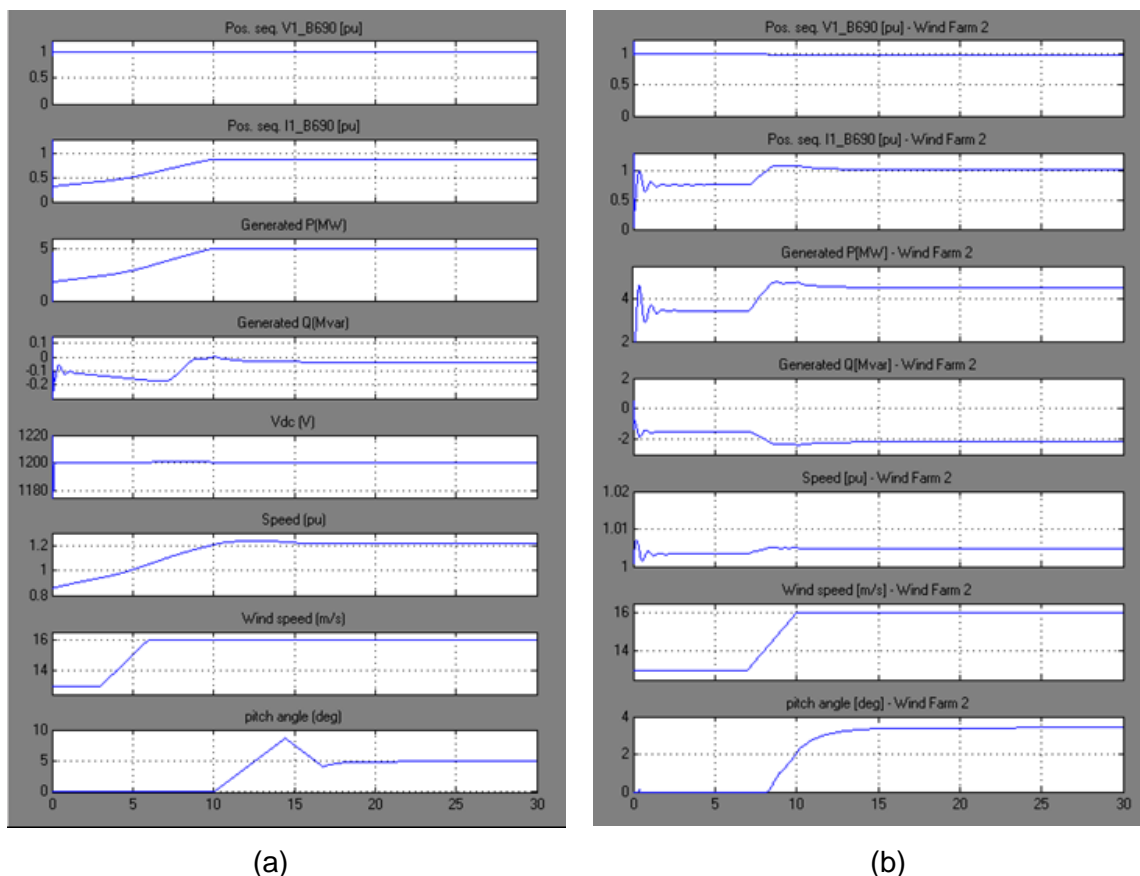 Pos. seq. V1_B690 [pu]
1
0.5
0
Pos. seq. I1_B690 [pu]
1
0.5
0
Generated P(MW)
5
0
Generated Q(Mvar)
0.1
0
-0.1
-0.2
Vdc (V)
1220
1200
1180
Speed (pu)
1.2
1
0.8
Wind speed (m/s)
16
14
pitch angle (deg)
10
5
0
0 5 10 15 20 25 30
(a)
Pos. seq. V1_B690 [pu] - Wind Farm 2
1
0.5
0
Pos. seq. I1_B690 [pu] - Wind Farm 2
1
0.5
0
Generated P[MW] - Wind Farm 2
4
2
Generated Q[Mvar] - Wind Farm 2
2
0
-2
Speed [pu] - Wind Farm 2
1.02
1.01
1
Wind speed [m/s] - Wind Farm 2
16
14
pitch angle [deg] - Wind Farm 2
4
2
0
0 5 10 15 20 25 30
(b)